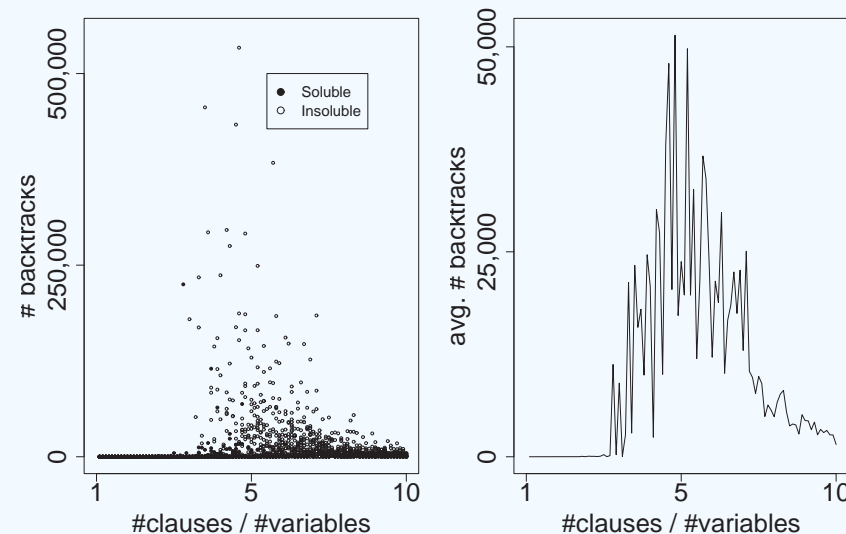 # backtracks
500,000
250,000
0
Soluble
Insoluble
1 5 10
#clauses / #variables
avg. # backtracks
50,000
25,000
0
1 5 10
#clauses / #variables